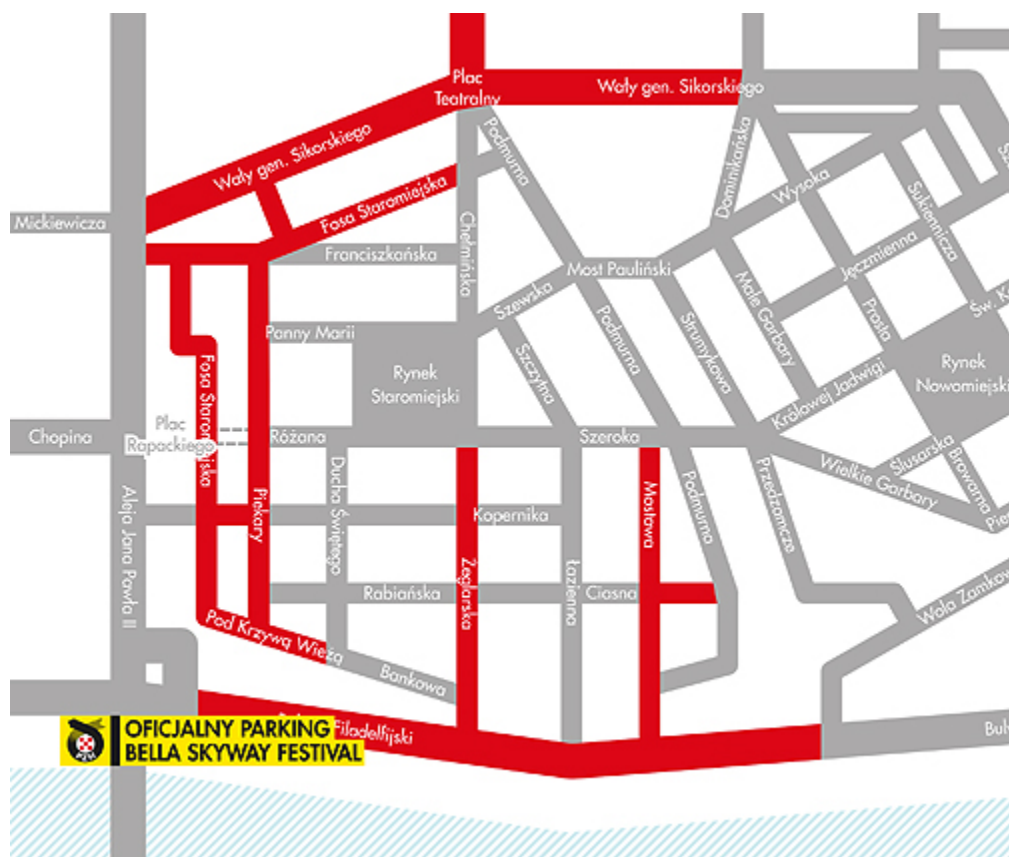 Plac
Teatralny
Wały gen. Sikorskiego
Wały gen. Sikorskiego
Podmurna
Dominikańska
Wysoka
Fosa Staromiejska
Mickiewicza
Chełmińska
Sukiennicza
Franciszkańska
Most Pauliński
Jęczmienna
Szewska
Małe Garbary
Prosta
Św.
Panny Marii
Podmurna
Strumykowa
Szczytna
Rynek
Staromiejski
Rynek
Nowomiejski
Królowej Jadwigi
Fosa Staromiejska
Plac
Rapackiego
Chopina
Różana
Szeroka
Ślusarska
Browarna
Wielkie Garbary
Aleja Jana Pawła II
Piekary
Ducha Świętego
Kopernika
Mostowa
Podmurna
Przedzamcze
Żeglarska
Łazienna
Rabiańska
Ciasna
Wola
Pod Krzywą Wieżą
Bankowa
Filadelfijski
OFICJALNY PARKING
BELLA SKYWAY FESTIVAL
PZM